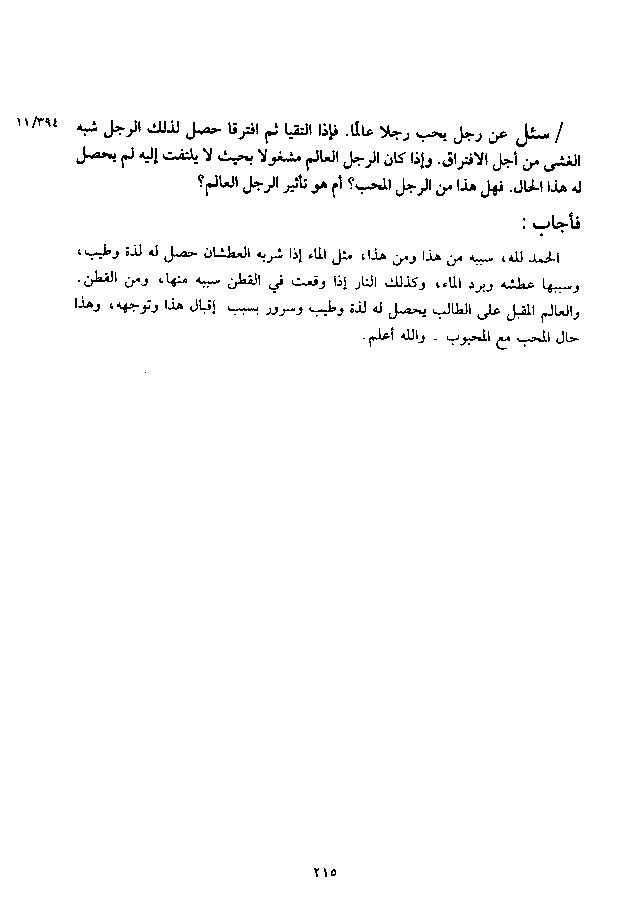 ١١/٣٩٤
/ سئل عن رجل يحب رجلا عالمًا. فإذا التقيا ثم افترقا حصل لذلك الرجل شبه
الغشى من أجل الافتراق. وإذا كان الرجل العالم مشغولا بحيث لا يلتفت إليه لم يحصل
له هذا الحال. فهل هذا من الرجل المحب؟ أم هو تأثير الرجل العالم؟
فأجاب :
الحمد لله، سببه من هذا ومن هذا، مثل الماء إذا شربه العطشان حصل له لذة وطيب،
وسببها عطشه وبرد الماء، وكذلك النار إذا وقعت في القطن سببه منها، ومن القطن.
والعالم المقبل على الطالب يحصل له لذة وطيب وسرور بسبب إقبال هذا وتوجهه، وهذا
حال المحب مع المحبوب ـ والله أعلم.
٢١٥